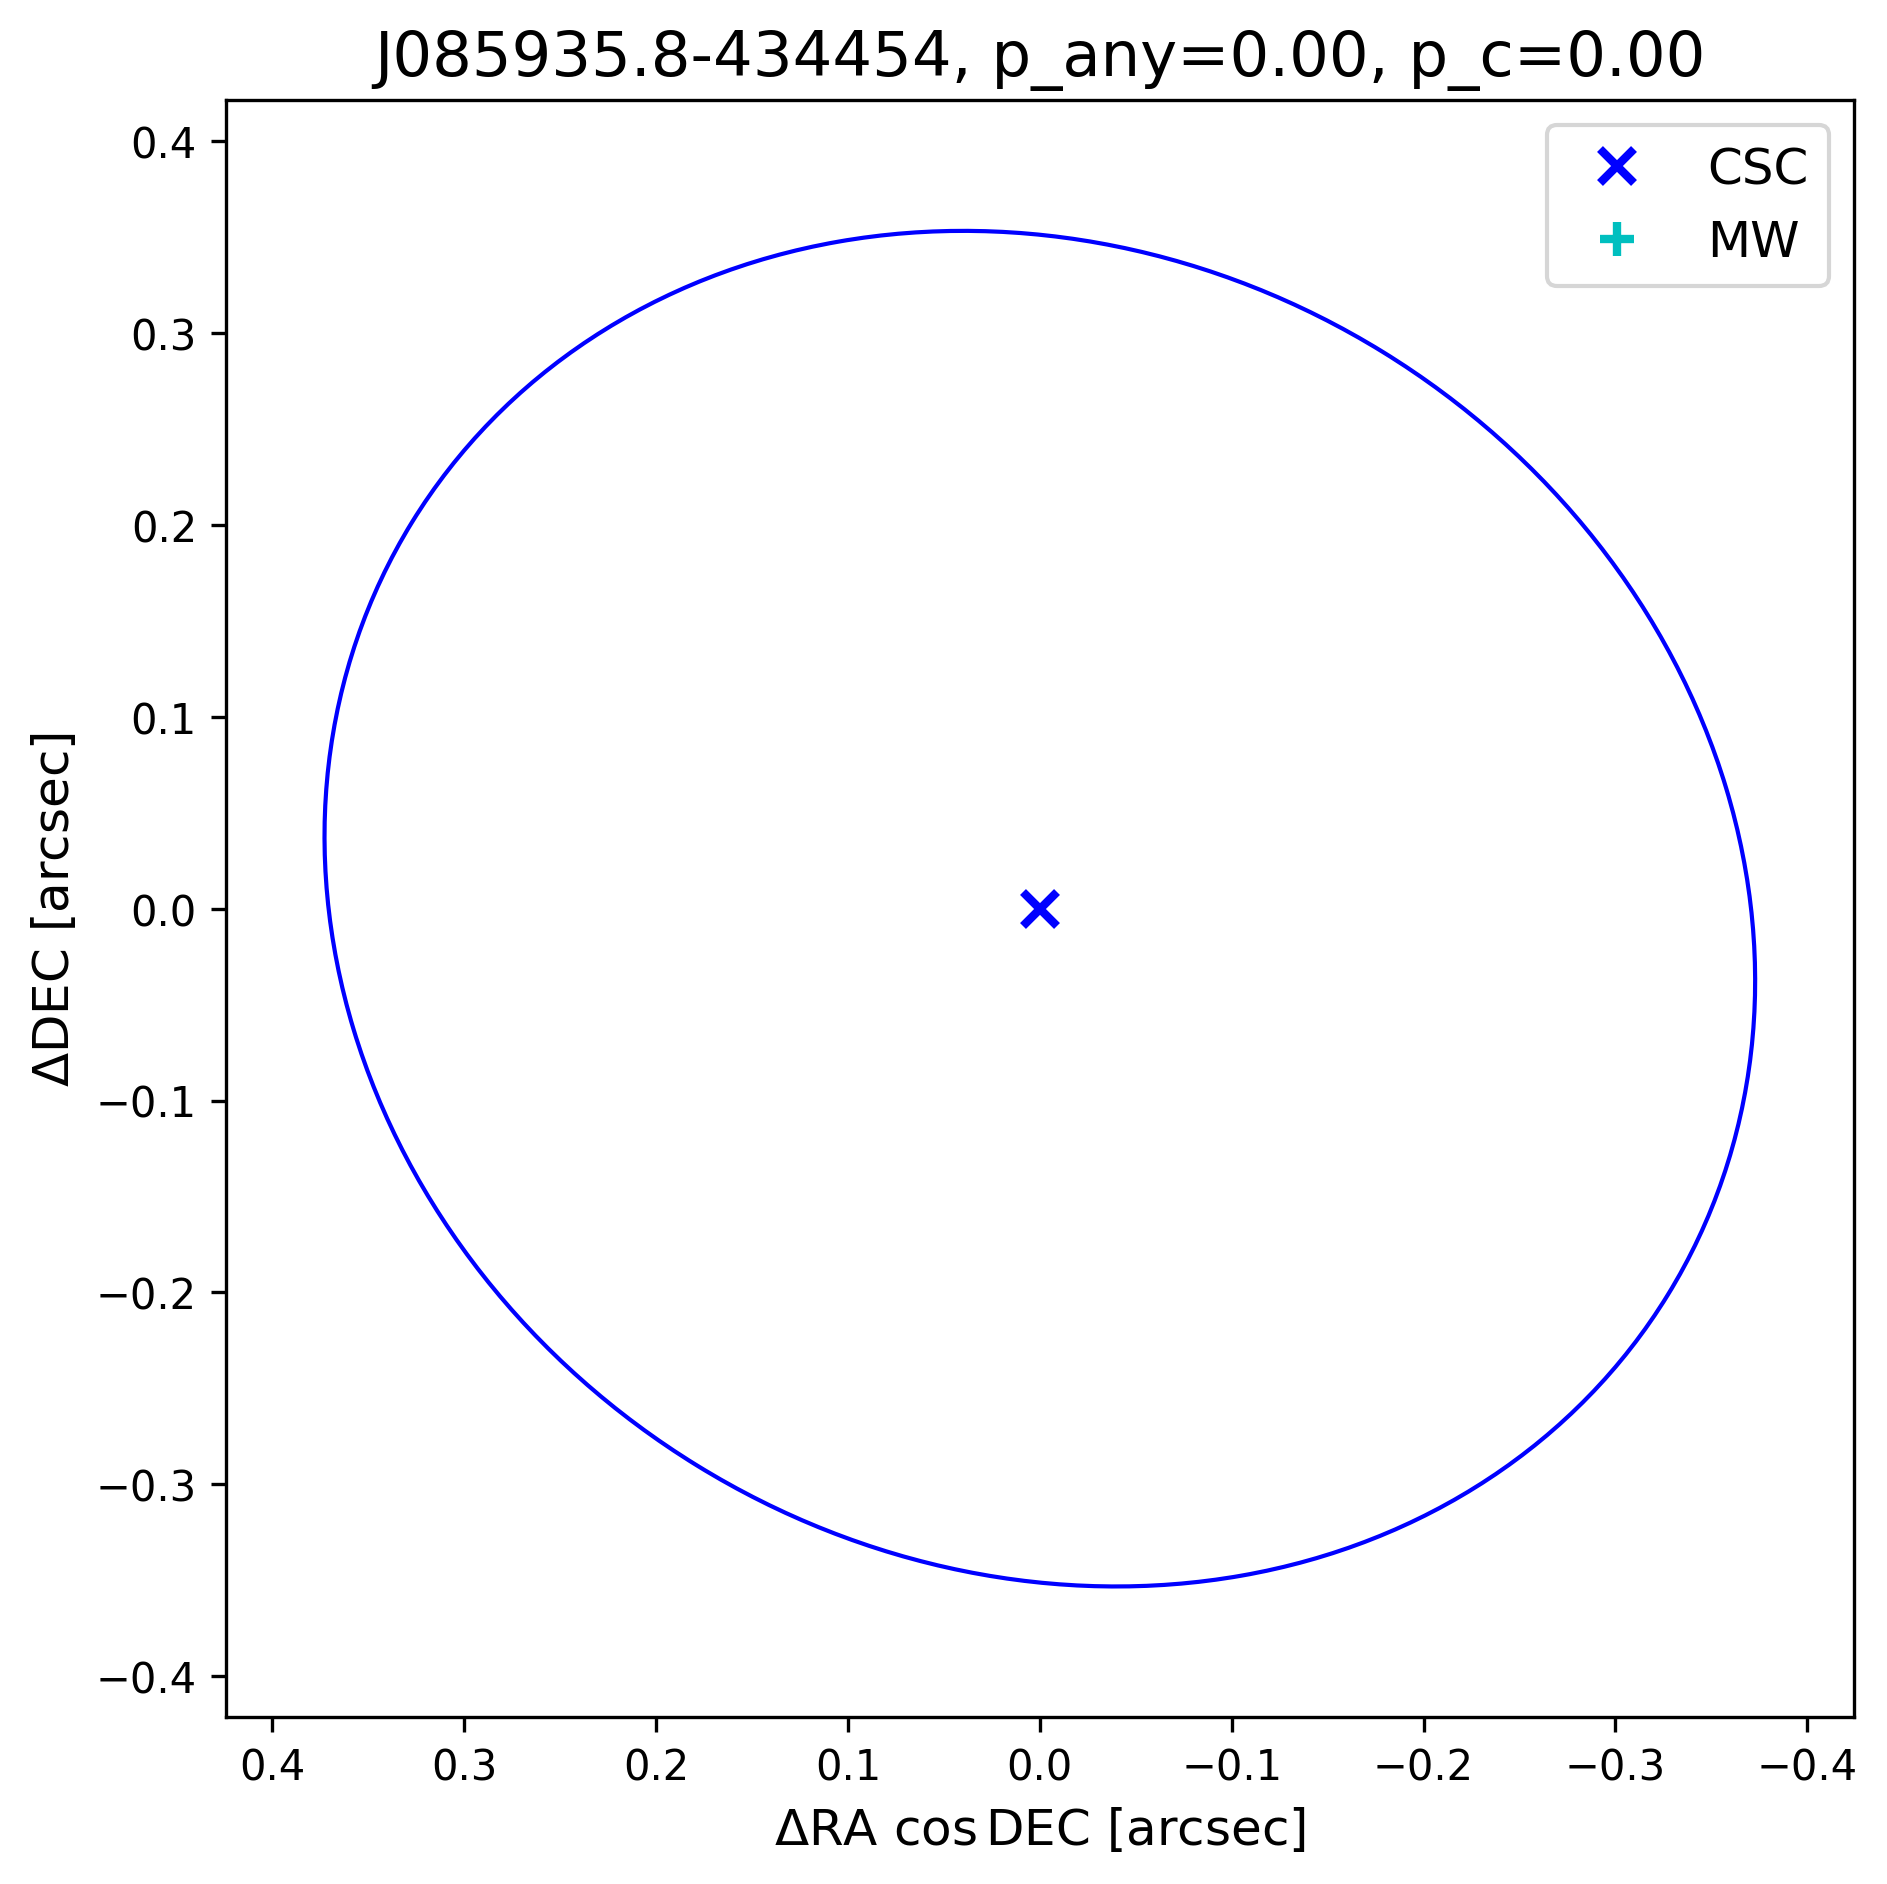 J085935.8-434454, p_any=0.00, p_c=0.00
CSC
MW
0.4
0.3
0.2
0.1
0.0
−0.1
−0.2
−0.3
−0.4
ΔDEC [arcsec]
0.4 0.3 0.2 0.1 0.0 −0.1 −0.2 −0.3 −0.4
ΔRA cos DEC [arcsec]